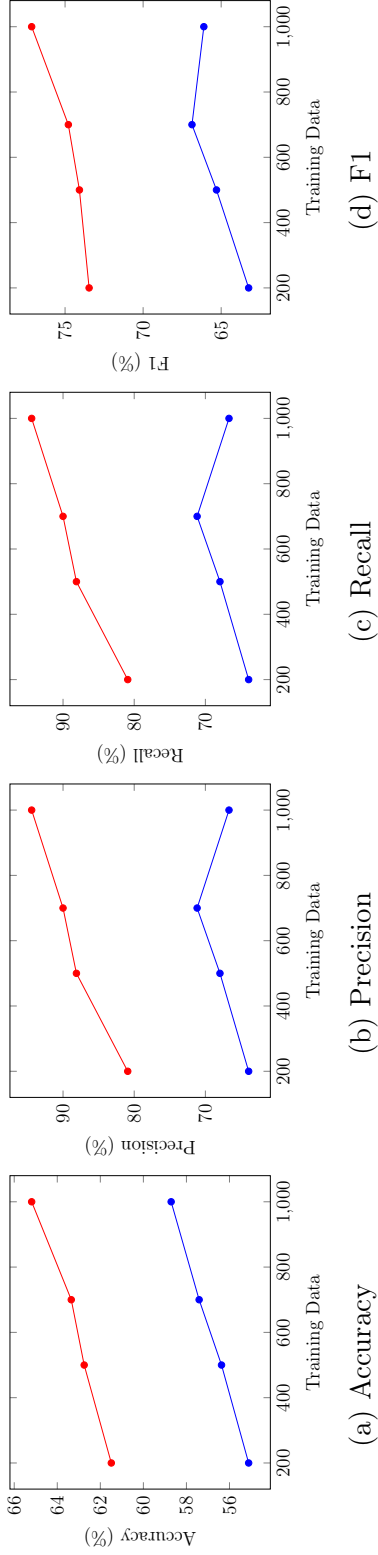 66
64
62
60
58
56
Accuracy (%)
200
400
600
800
1,000
Training Data
(a) Accuracy
90
80
70
Precision (%)
200
400
600
800
1,000
Training Data
(b) Precision
90
80
70
Recall (%)
200
400
600
800
1,000
Training Data
(c) Recall
75
70
65
F1 (%)
200
400
600
800
1,000
Training Data
(d) F1